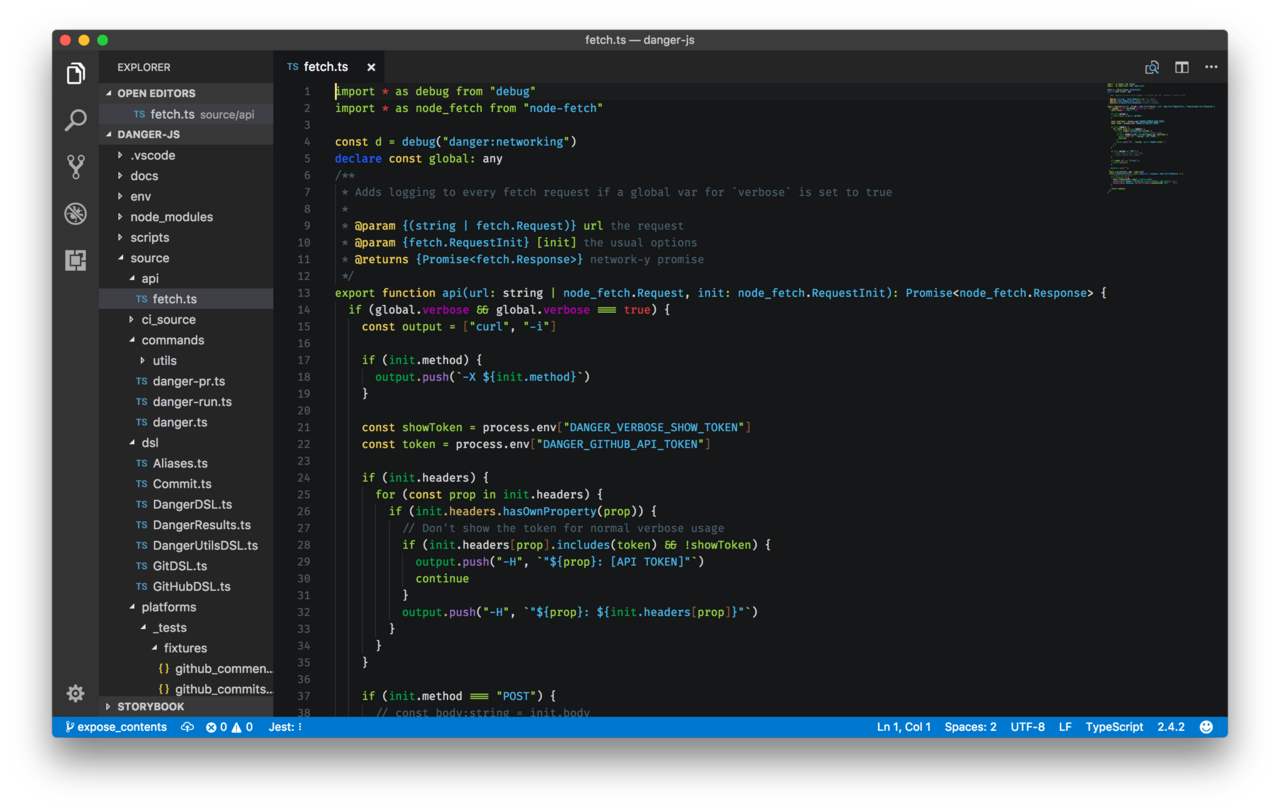 fetch.ts — danger-js
EXPLORER
OPEN EDITORS
TS fetch.ts source/api
DANGER-JS
.vscode
docs
env
node_modules
scripts
source
api
TS fetch.ts
ci_source
commands
utils
TS danger-pr.ts
TS danger-run.ts
TS danger.ts
dsl
TS Aliases.ts
TS Commit.ts
TS DangerDSL.ts
TS DangerResults.ts
TS DangerUtilsDSL.ts
TS GitDSL.ts
TS GitHubDSL.ts
platforms
_tests
fixtures
{} github_commen...
{} github_commits...
STORYBOOK
TS fetch.ts ×
1 import * as debug from "debug"
2 import * as node_fetch from "node-fetch"
3
4 const d = debug("danger:networking")
5 declare const global: any
6 /**
7 * Adds logging to every fetch request if a global var for `verbose` is set to true
8 *
9 * @param {(string | fetch.Request)} url the request
10 * @param {fetch.RequestInit} [init] the usual options
11 * @returns {Promise<fetch.Response>} network-y promise
12 */
13 export function api(url: string | node_fetch.Request, init: node_fetch.RequestInit): Promise<node_fetch.Response> {
14 if (global.verbose && global.verbose === true) {
15 const output = ["curl", "-i"]
16
17 if (init.method) {
18 output.push(`-X ${init.method}`)
19 }
20
21 const showToken = process.env["DANGER_VERBOSE_SHOW_TOKEN"]
22 const token = process.env["DANGER_GITHUB_API_TOKEN"]
23
24 if (init.headers) {
25 for (const prop in init.headers) {
26 if (init.headers.hasOwnProperty(prop)) {
27 // Don't show the token for normal verbose usage
28 if (init.headers[prop].includes(token) && !showToken) {
29 output.push("-H", `"${prop}: [API TOKEN]"`)
30 continue
31 }
32 output.push("-H", `"${prop}: ${init.headers[prop]}"`)
33 }
34 }
35 }
36
37 if (init.method === "POST") {
38 // const body:string = init.body
expose_contents 0 0 Jest: Ln 1, Col 1 Spaces: 2 UTF-8 LF TypeScript 2.4.2